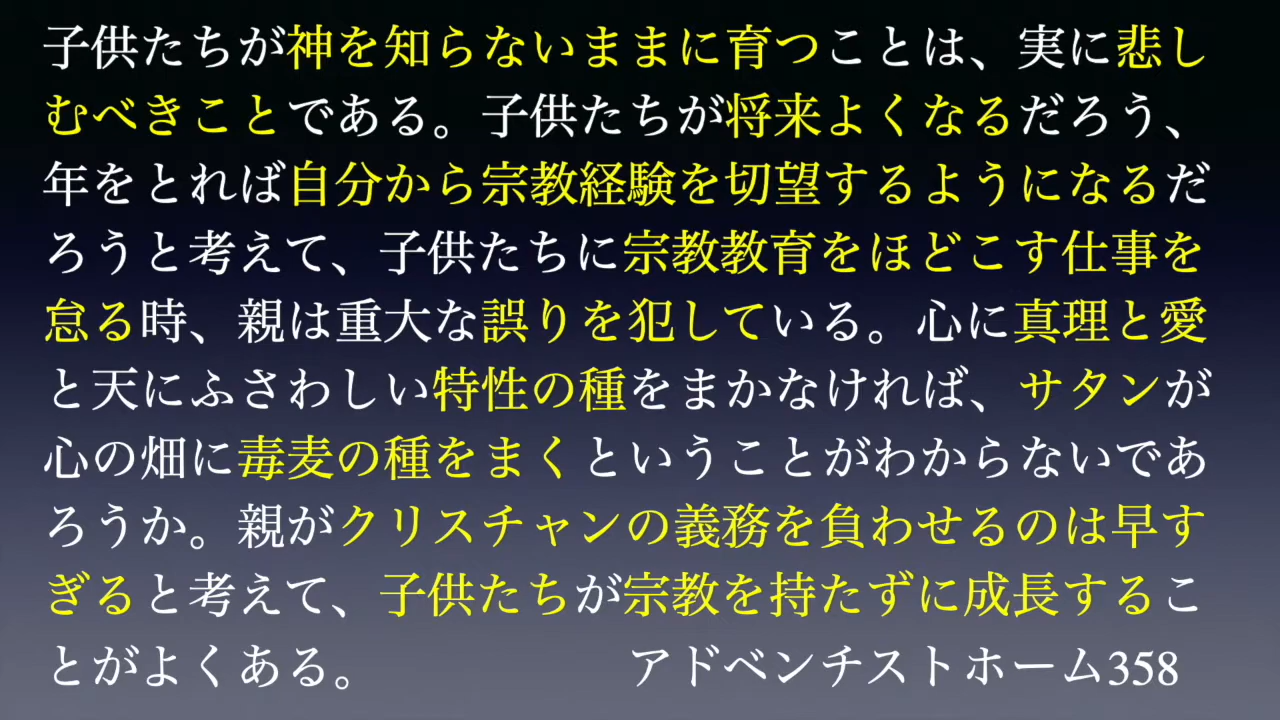 子供たちが神を知らないままに育つことは、実に悲し
むべきことである。子供たちが将来よくなるだろう、
年をとれば自分から宗教経験を切望するようになるだ
ろうと考えて、子供たちに宗教教育をほどこす仕事を
怠る時、親は重大な誤りを犯している。心に真理と愛
と天にふさわしい特性の種をまかなければ、サタンが
心の畑に毒麦の種をまくということがわからないであ
ろうか。親がクリスチャンの義務を負わせるのは早す
ぎると考えて、子供たちが宗教を持たずに成長するこ
とがよくある。 アドベンチストホーム358